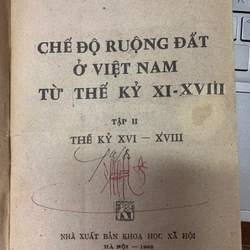 CHẾ ĐỘ RUỘNG ĐẤT
Ở VIỆT NAM
TỪ THẾ KỶ XI-XVIII
TẬP II
THẾ KỶ XVI — XVIII
NHÀ XUẤT BẢN KHOA HỌC XÃ HỘI
HÀ NỘI —